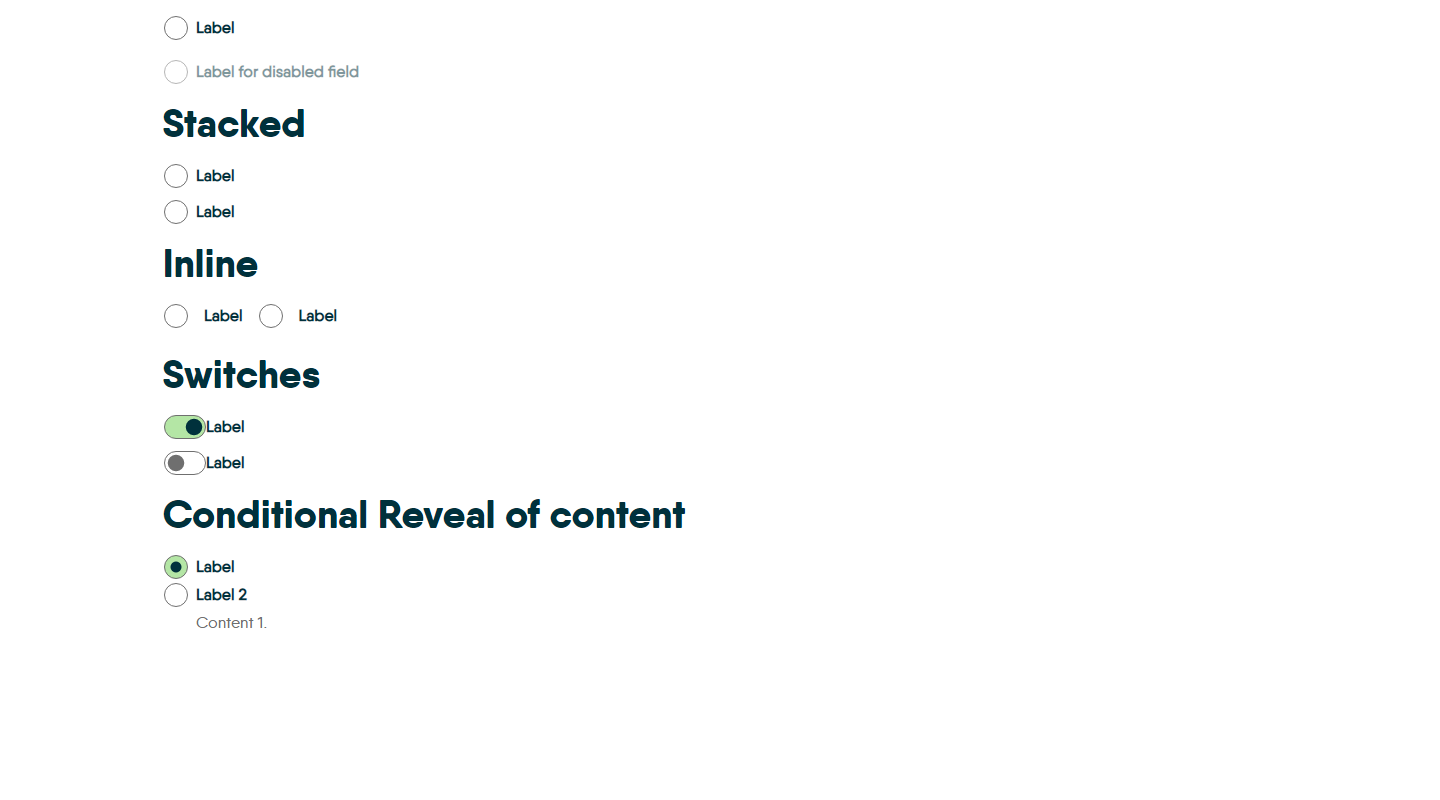 Label
Label for disabled field
Stacked
Label
Label
Inline
Label Label
Switches
Label
Label
Conditional Reveal of content
Label
Label 2
Content 1.